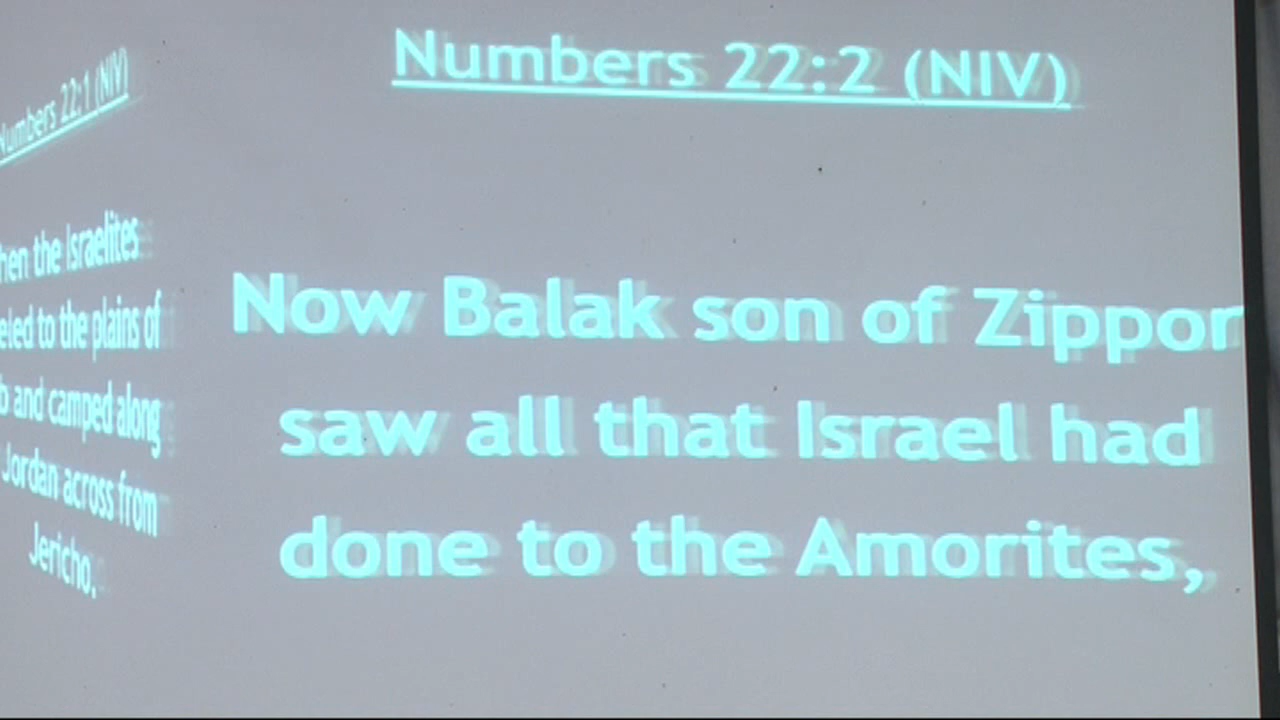 Numbers 22:1 (NIV)
hen the Israelites
eled to the plains of
b and camped along
Jordan across from
Jericho.
Numbers 22:2 (NIV)
Now Balak son of Zippor
saw all that Israel had
done to the Amorites,